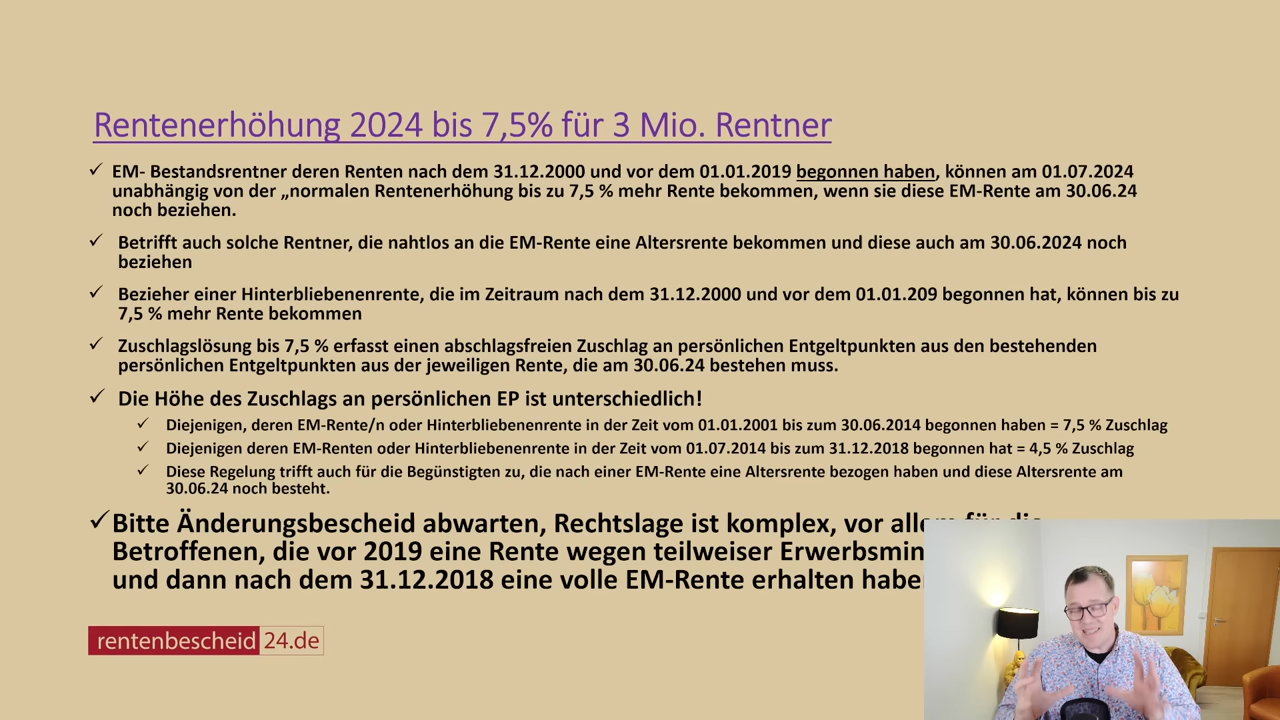 Rentenerhöhung 2024 bis 7,5% für 3 Mio. Rentner
✓ EM- Bestandsrentner deren Renten nach dem 31.12.2000 und vor dem 01.01.2019 begonnen haben, können am 01.07.2024
unabhängig von der „normalen Rentenerhöhung bis zu 7,5 % mehr Rente bekommen, wenn sie diese EM-Rente am 30.06.24
noch beziehen.
✓ Betrifft auch solche Rentner, die nahtlos an die EM-Rente eine Altersrente bekommen und diese auch am 30.06.2024 noch
beziehen
✓ Bezieher einer Hinterbliebenenrente, die im Zeitraum nach dem 31.12.2000 und vor dem 01.01.209 begonnen hat, können bis zu
7,5 % mehr Rente bekommen
✓ Zuschlagslösung bis 7,5 % erfasst einen abschlagsfreien Zuschlag an persönlichen Entgeltpunkten aus den bestehenden
persönlichen Entgeltpunkten aus der jeweiligen Rente, die am 30.06.24 bestehen muss.
✓ Die Höhe des Zuschlags an persönlichen EP ist unterschiedlich!
✓ Diejenigen, deren EM-Rente/n oder Hinterbliebenenrente in der Zeit vom 01.01.2001 bis zum 30.06.2014 begonnen haben = 7,5 % Zuschlag
✓ Diejenigen deren EM-Renten oder Hinterbliebenenrente in der Zeit vom 01.07.2014 bis zum 31.12.2018 begonnen hat = 4,5 % Zuschlag
✓ Diese Regelung trifft auch für die Begünstigten zu, die nach einer EM-Rente eine Altersrente bezogen haben und diese Altersrente am
30.06.24 noch besteht.
✓ Bitte Änderungsbescheid abwarten, Rechtslage ist komplex, vor allem für die
Betroffenen, die vor 2019 eine Rente wegen teilweiser
und dann nach dem 31.12.2018 eine volle EM-Rente erhalten
rentenbescheid 24.de